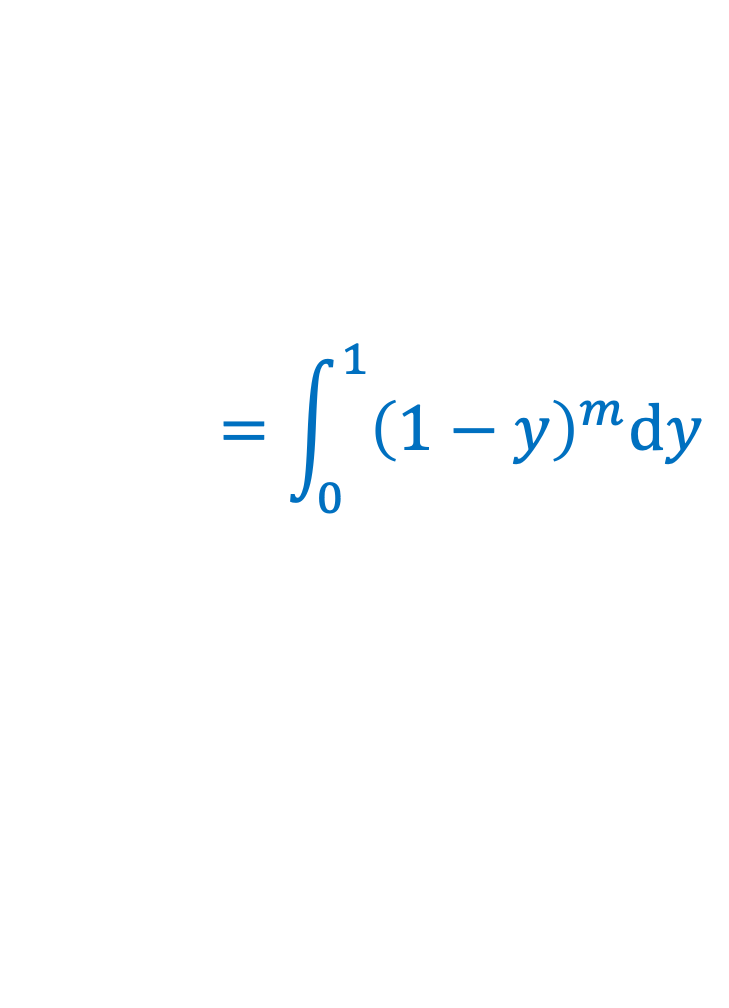 = ∫₀¹ (1 − y)ᵐ dy